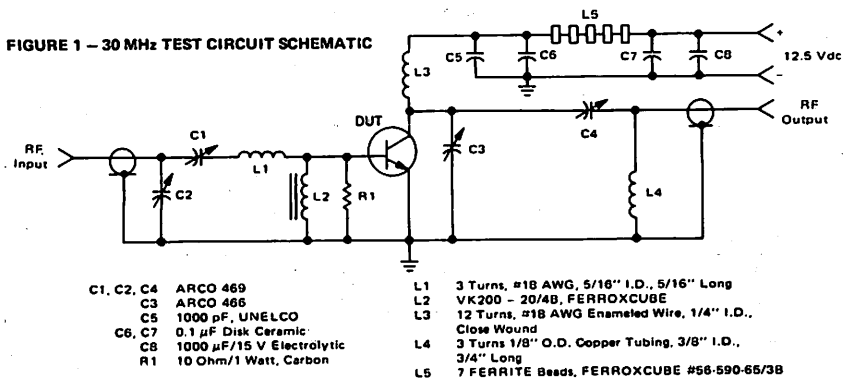 FIGURE 1 – 30 MHz TEST CIRCUIT SCHEMATIC
L5
+
C5
C6
C7
C8
12.5 Vdc
–
L3
RF
Output
DUT
C4
C1
RF
Input
L1
C3
C2
L2
R1
L4
C1, C2, C4 ARCO 469
C3 ARCO 466
C5 1000 pF, UNELCO
C6, C7 0.1 µF Disk Ceramic
C8 1000 µF/15 V Electrolytic
R1 10 Ohm/1 Watt, Carbon
L1 3 Turns, #18 AWG, 5/16" I.D., 5/16" Long
L2 VK200 – 20/4B, FERROXCUBE
L3 12 Turns, #18 AWG Enameled Wire, 1/4" I.D.,
Close Wound
L4 3 Turns 1/8" O.D. Copper Tubing, 3/8" I.D.,
3/4" Long
L5 7 FERRITE Beads, FERROXCUBE #56-590-65/3B